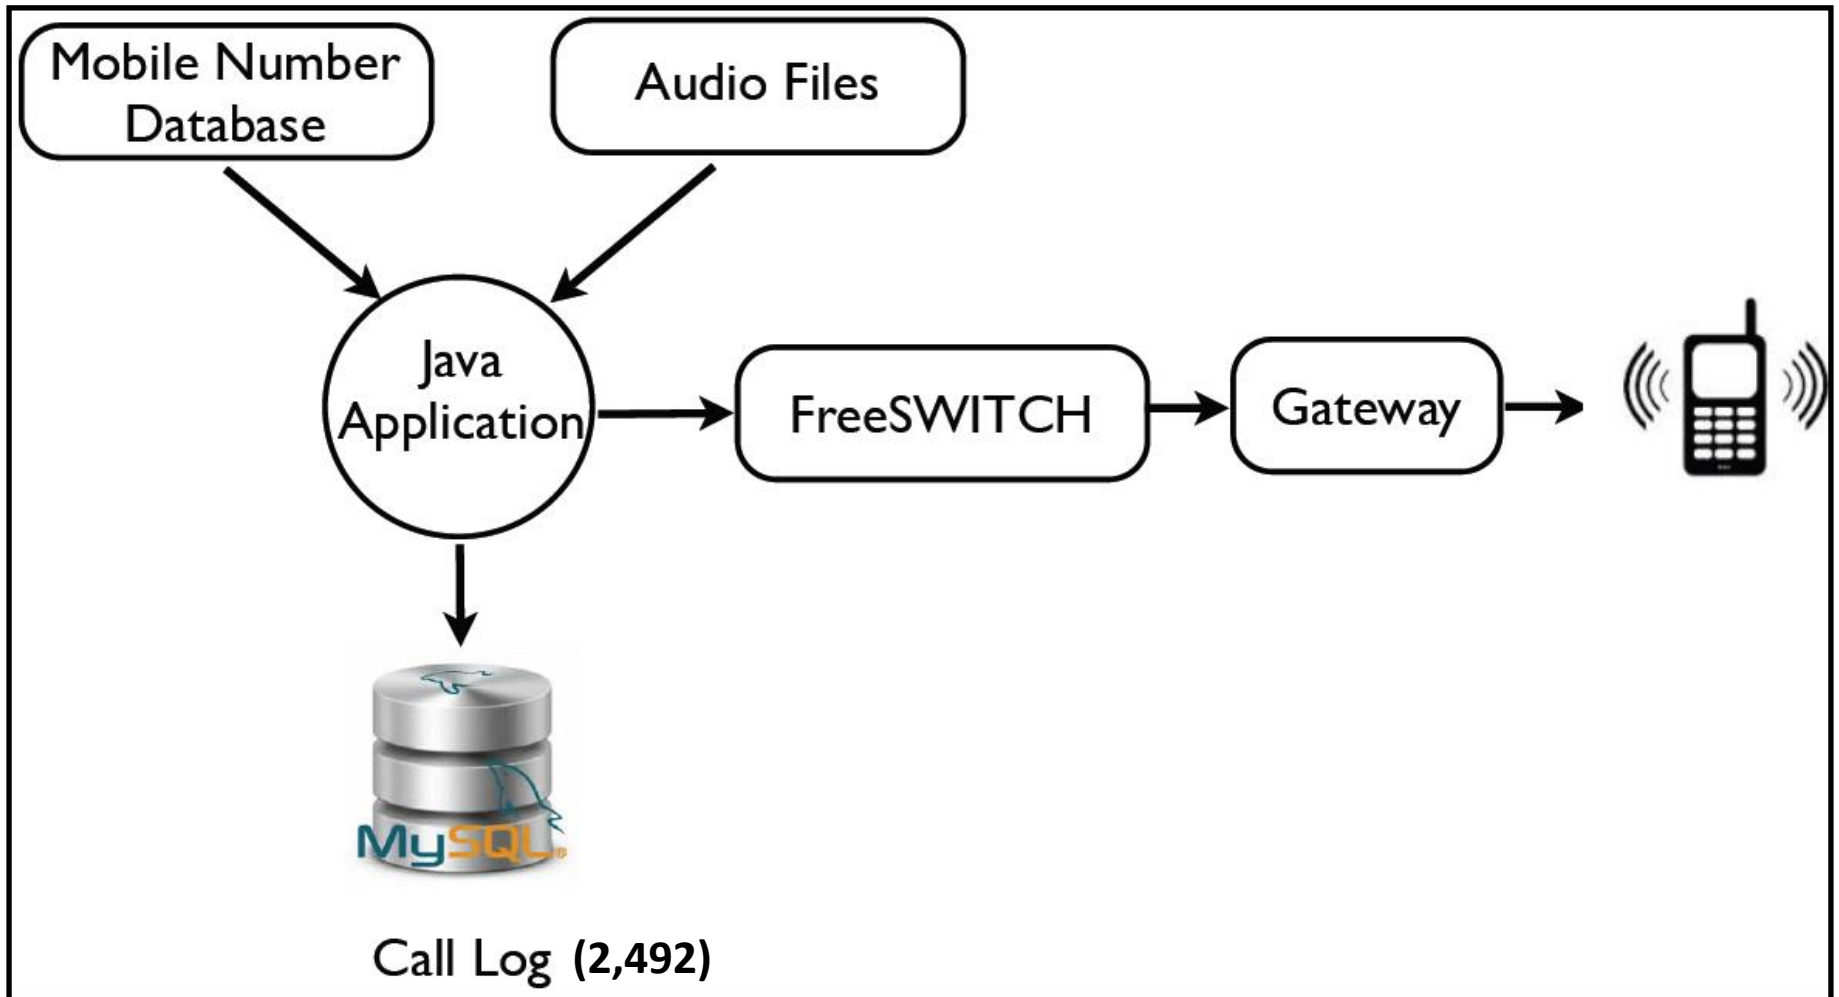 Mobile Number
Database
Audio Files
Java
Application
FreeSWITCH
Gateway
MySQL®
Call Log (2,492)